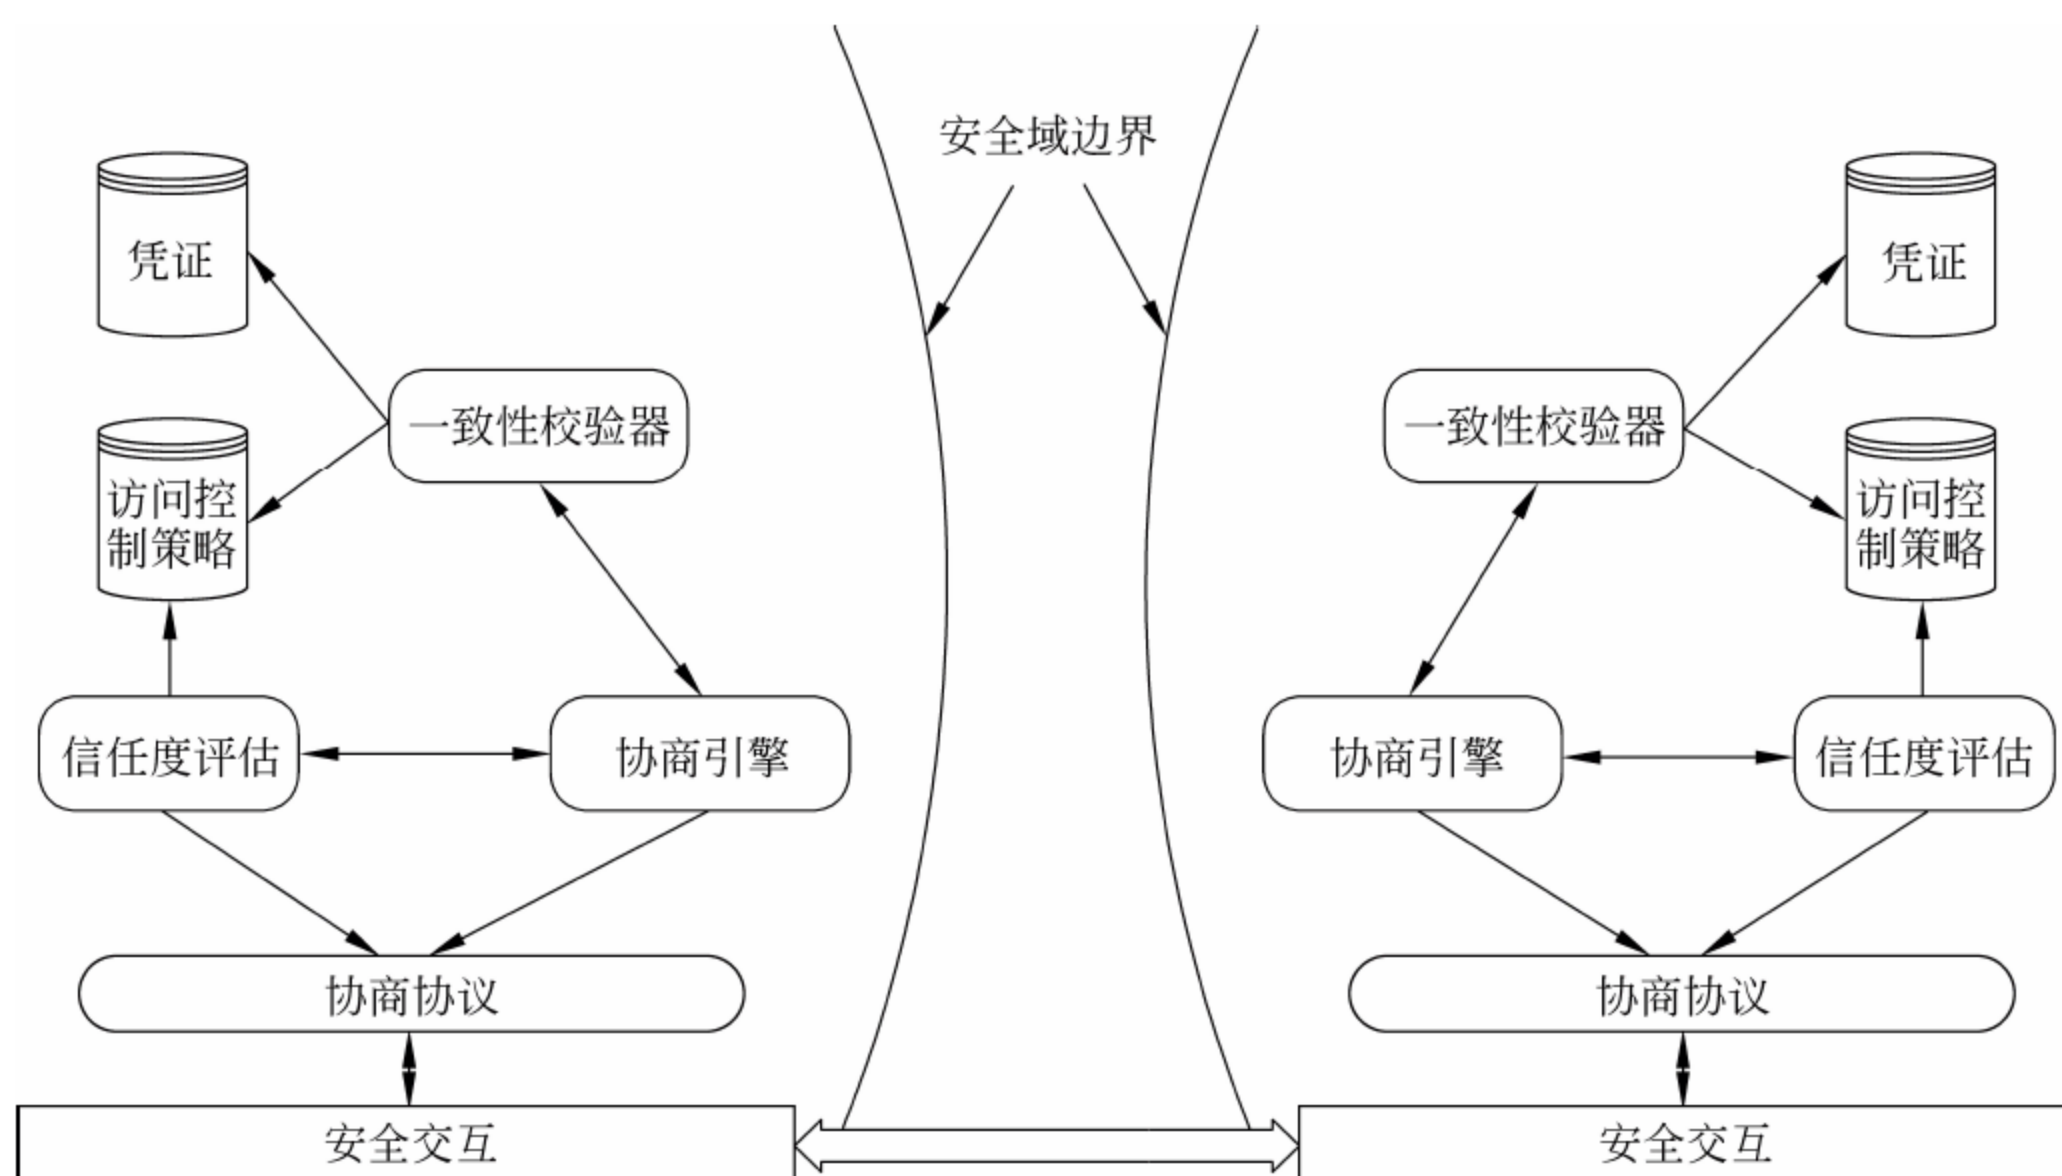 安全域边界
凭证
凭证
一致性校验器
一致性校验器
访问控
制策略
访问控
制策略
信任度评估
协商引擎
协商引擎
信任度评估
协商协议
协商协议
安全交互
安全交互